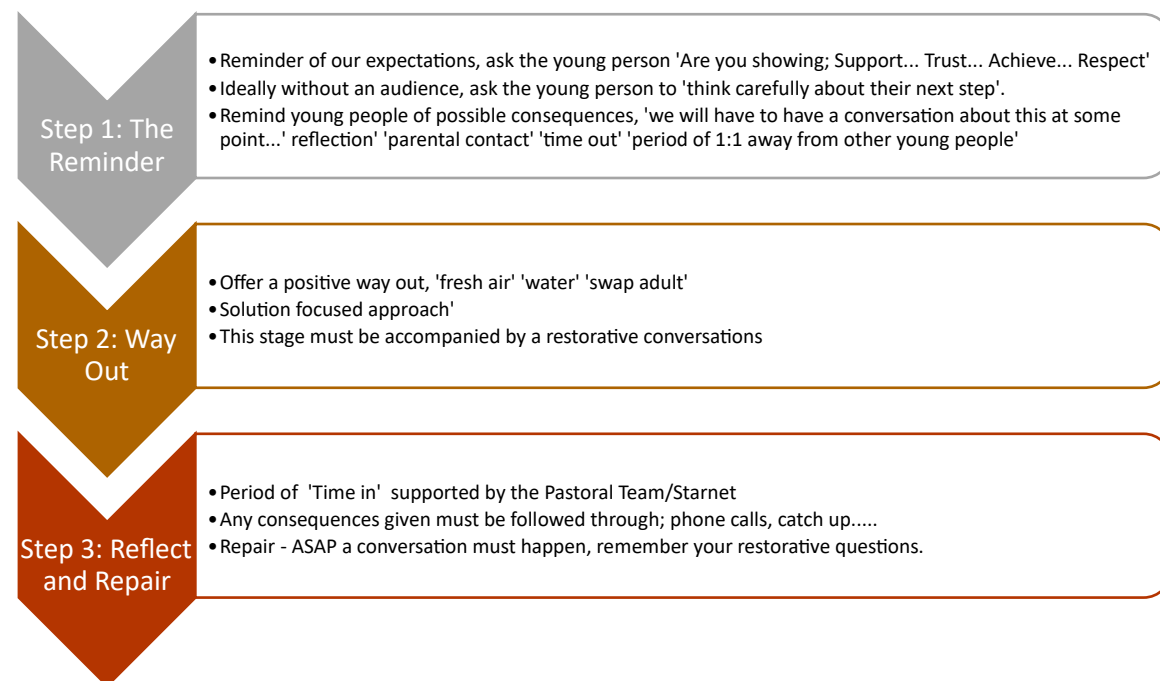 Step 1: The
Reminder
•Reminder of our expectations, ask the young person 'Are you showing; Support... Trust... Achieve... Respect'
•Ideally without an audience, ask the young person to 'think carefully about their next step'.
•Remind young people of possible consequences, 'we will have to have a conversation about this at some
point...' reflection' 'parental contact' 'time out' 'period of 1:1 away from other young people'
Step 2: Way
Out
•Offer a positive way out, 'fresh air' 'water' 'swap adult'
•Solution focused approach'
•This stage must be accompanied by a restorative conversations
Step 3: Reflect
and Repair
•Period of 'Time in' supported by the Pastoral Team/Starnet
•Any consequences given must be followed through; phone calls, catch up.....
•Repair - ASAP a conversation must happen, remember your restorative questions.